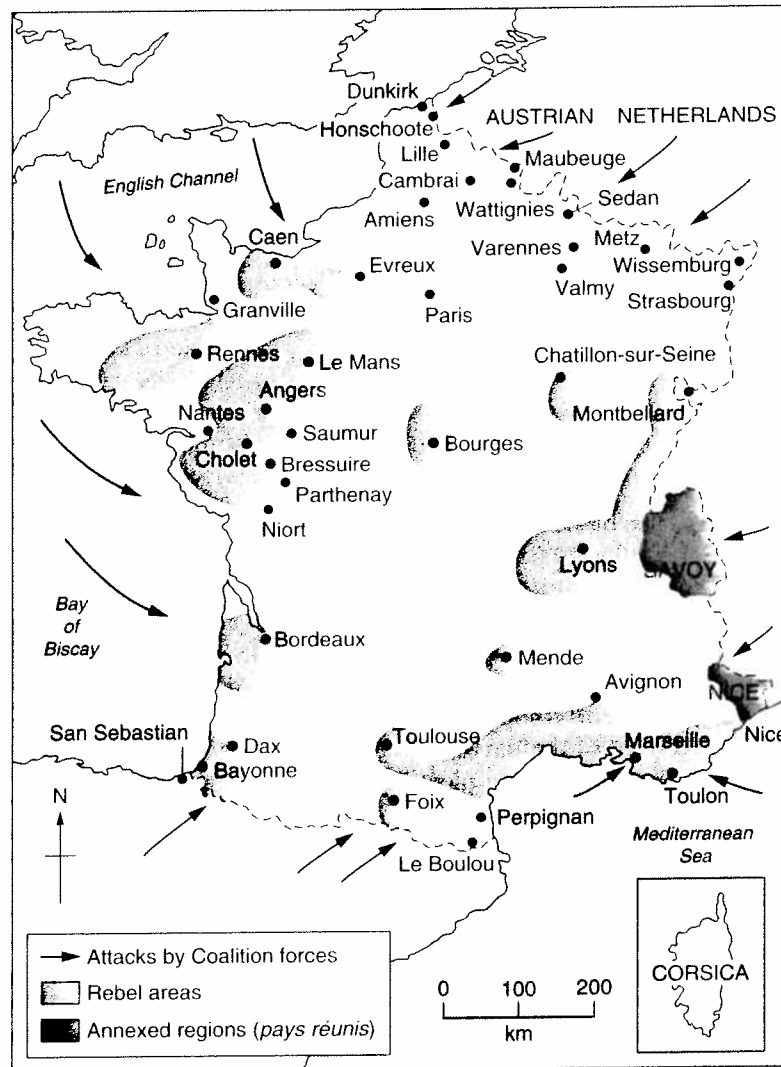 Dunkirk
Honschoote
AUSTRIAN NETHERLANDS
Lille
Maubeuge
English Channel
Cambrai
Sedan
Amiens
Wattignies
Caen
Varennes
Metz
Wissemburg
Evreux
Valmy
Strasbourg
Granville
Paris
Rennes
Le Mans
Chatillon-sur-Seine
Angers
Montbellard
Nantes
Saumur
Bourges
Cholet
Bressuire
Parthenay
Niort
Lyons
SAVOY
Bay
of
Biscay
Bordeaux
Mende
Avignon
NICE
San Sebastian
Dax
Toulouse
Marseille
Nice
Bayonne
Toulon
Foix
Perpignan
N
Le Boulou
Mediterranean
Sea
CORSICA
Attacks by Coalition forces
Rebel areas
Annexed regions (pays réunis)
0 100 200
km